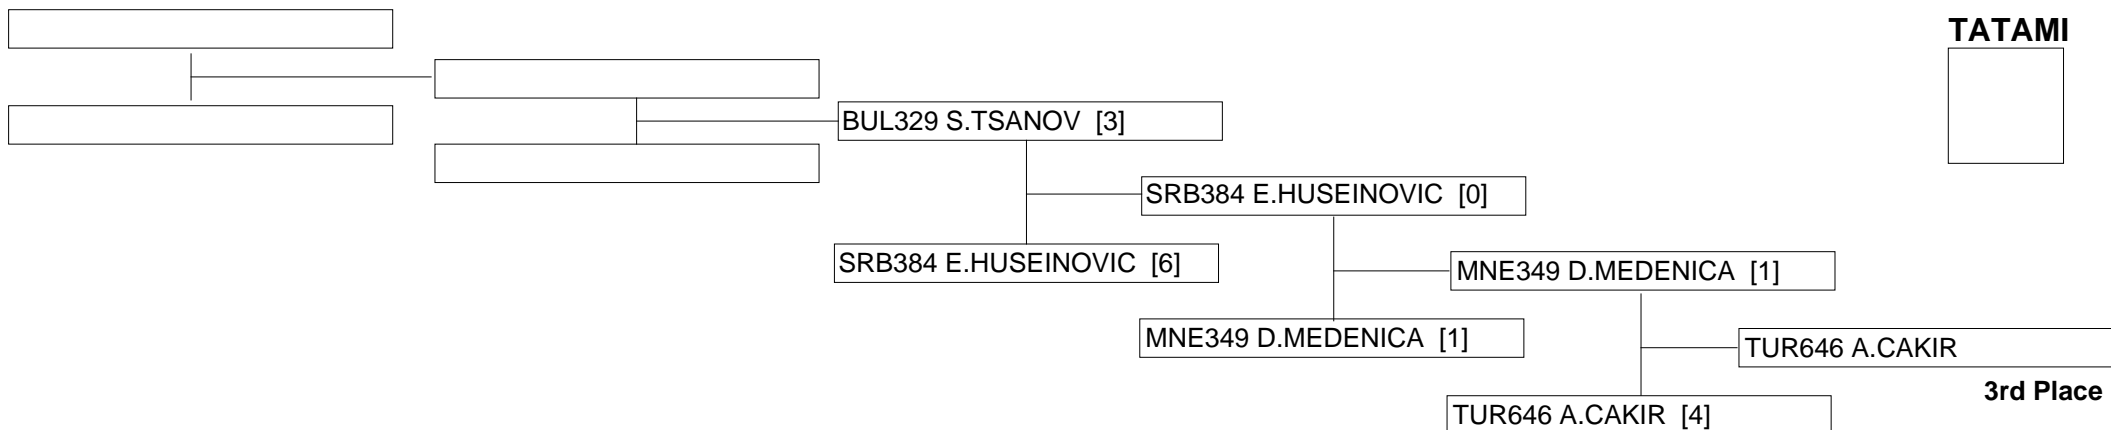 TATAMI
BUL329 S.TSANOV [3]
SRB384 E.HUSEINOVIC [0]
SRB384 E.HUSEINOVIC [6]
MNE349 D.MEDENICA [1]
MNE349 D.MEDENICA [1]
TUR646 A.CAKIR
3rd Place
TUR646 A.CAKIR [4]